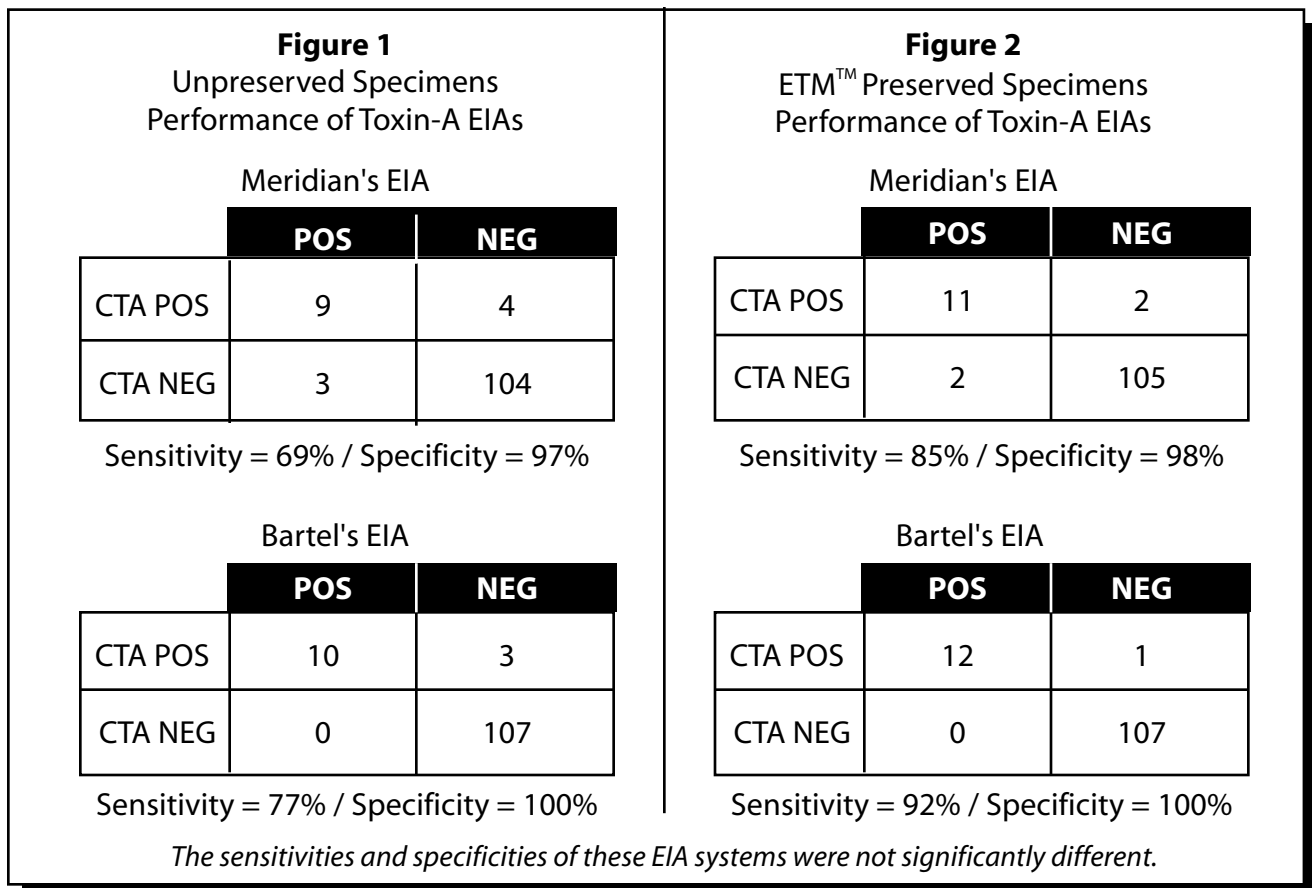 Figure 1
Unpreserved Specimens
Performance of Toxin-A EIAs
Meridian's EIA
POS NEG
CTA POS 9 4
CTA NEG 3 104
Sensitivity = 69% / Specificity = 97%
Bartel's EIA
POS NEG
CTA POS 10 3
CTA NEG 0 107
Sensitivity = 77% / Specificity = 100%
Figure 2
ETM™ Preserved Specimens
Performance of Toxin-A EIAs
Meridian's EIA
POS NEG
CTA POS 11 2
CTA NEG 2 105
Sensitivity = 85% / Specificity = 98%
Bartel's EIA
POS NEG
CTA POS 12 1
CTA NEG 0 107
Sensitivity = 92% / Specificity = 100%
The sensitivities and specificities of these EIA systems were not significantly different.